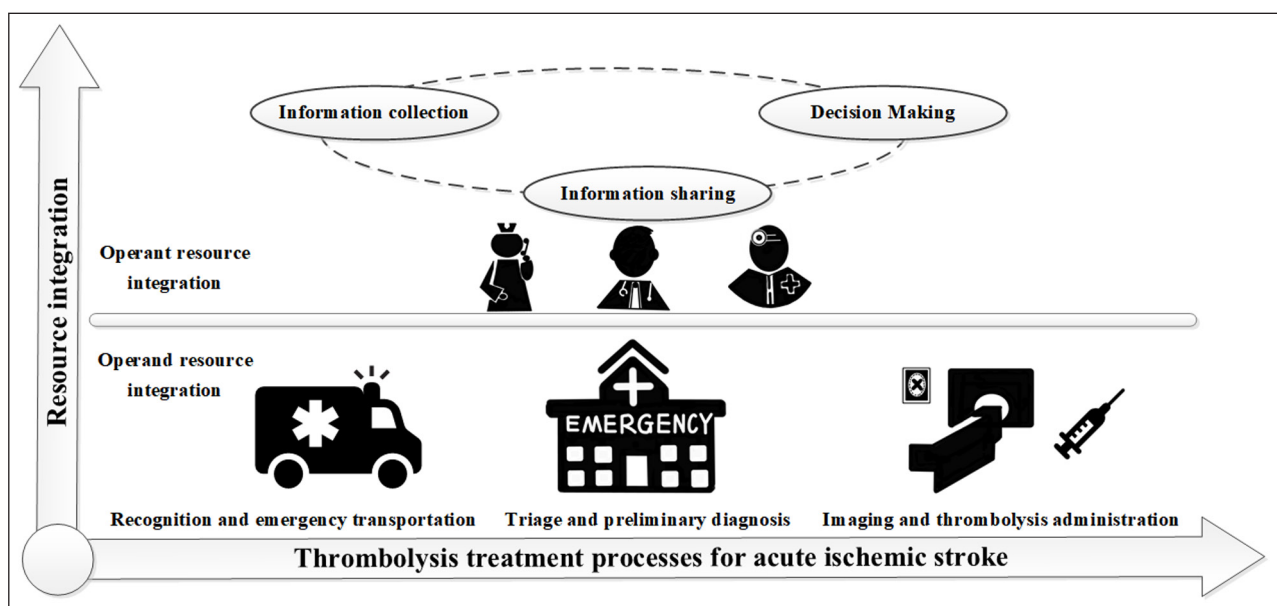 Information collection
Decision Making
Information sharing
Resource integration
Operant resource
integration
Operand resource
integration
EMERGENCY
Recognition and emergency transportation
Triage and preliminary diagnosis
Imaging and thrombolysis administration
Thrombolysis treatment processes for acute ischemic stroke